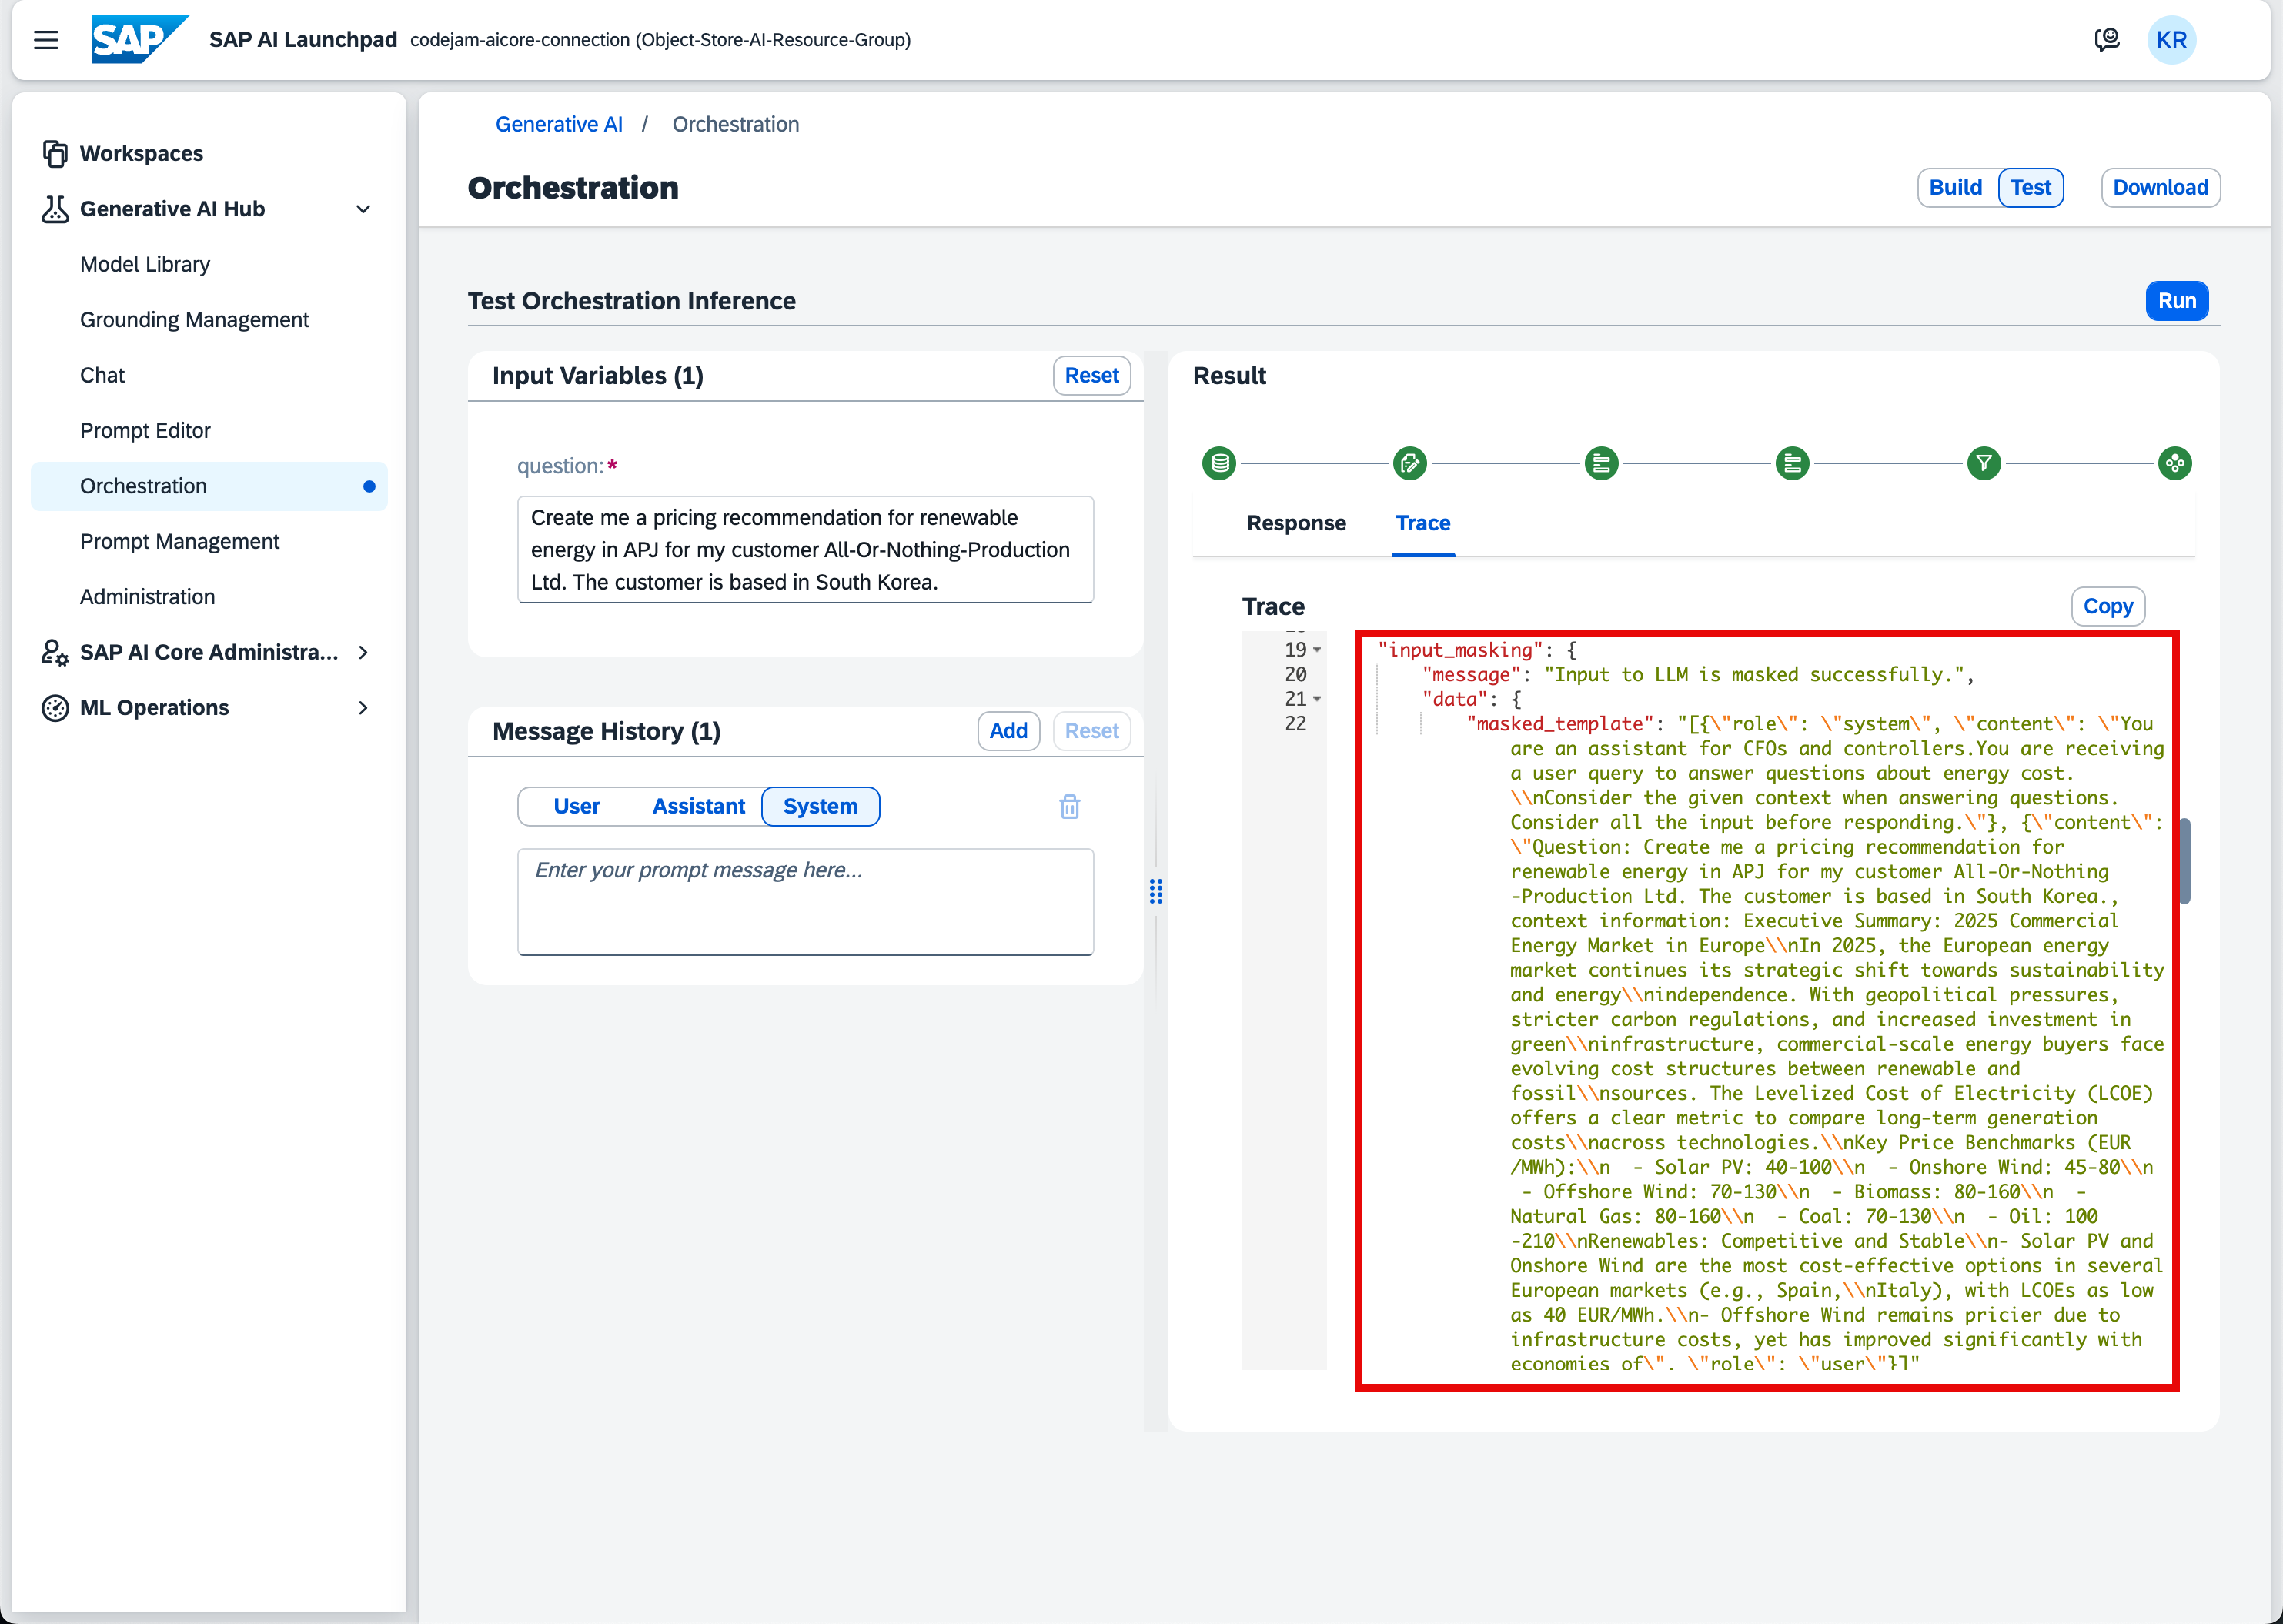 SAP
SAP AI Launchpad codejam-aicore-connection (Object-Store-AI-Resource-Group)
KR
Workspaces
Generative AI Hub
Model Library
Grounding Management
Chat
Prompt Editor
Orchestration
Prompt Management
Administration
SAP AI Core Administra...
ML Operations
Generative AI / Orchestration
Orchestration
Build Test Download
Test Orchestration Inference
Run
Input Variables (1) Reset
question:*
Create me a pricing recommendation for renewable
energy in APJ for my customer All-Or-Nothing-Production
Ltd. The customer is based in South Korea.
Message History (1) Add Reset
User Assistant System
Enter your prompt message here...
Result
Response Trace
Trace Copy
19 "input_masking": {
20 "message": "Input to LLM is masked successfully.",
21 "data": {
22 "masked_template": "[{\"role\": \"system\", \"content\": \"You
are an assistant for CFOs and controllers.You are receiving
a user query to answer questions about energy cost.
\\nConsider the given context when answering questions.
Consider all the input before responding.\"}, {\"content\":
\"Question: Create me a pricing recommendation for
renewable energy in APJ for my customer All-Or-Nothing
-Production Ltd. The customer is based in South Korea.,
context information: Executive Summary: 2025 Commercial
Energy Market in Europe\\nIn 2025, the European energy
market continues its strategic shift towards sustainability
and energy\\nindependence. With geopolitical pressures,
stricter carbon regulations, and increased investment in
green\\ninfrastructure, commercial-scale energy buyers face
evolving cost structures between renewable and
fossil\\nsources. The Levelized Cost of Electricity (LCOE)
offers a clear metric to compare long-term generation
costs\\nacross technologies.\\nKey Price Benchmarks (EUR
/MWh):\\n  - Solar PV: 40-100\\n  - Onshore Wind: 45-80\\n
 - Offshore Wind: 70-130\\n  - Biomass: 80-160\\n  -
Natural Gas: 80-160\\n  - Coal: 70-130\\n  - Oil: 100
-210\\nRenewables: Competitive and Stable\\n- Solar PV and
Onshore Wind are the most cost-effective options in several
European markets (e.g., Spain,\\nItaly), with LCOEs as low
as 40 EUR/MWh.\\n- Offshore Wind remains pricier due to
infrastructure costs, yet has improved significantly with
economies of\", \"role\": \"user\"}]"